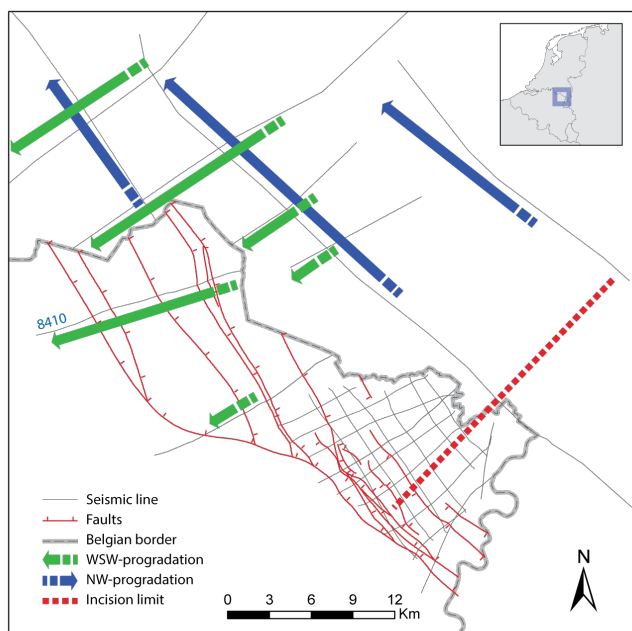 8410
Seismic line
Faults
Belgian border
WSW-progradation
NW-progradation
Incision limit
0 3 6 9 12
Km
N